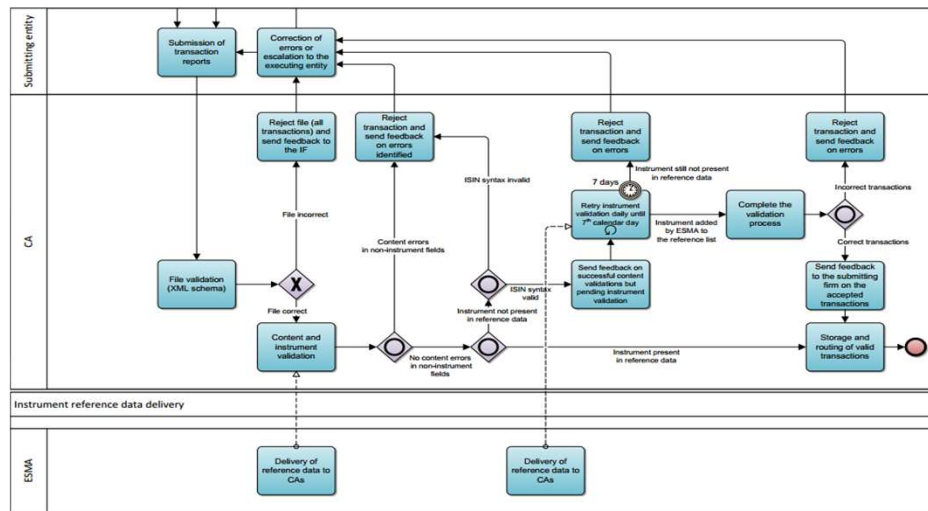 Submitting entity
Submission of
transaction
reports
Correction of
errors or
escalation to the
executing entity
CA
Reject file (all
transactions) and
send feedback to
the IF
Reject
transaction and
send feedback
on errors
identified
Reject
transaction and
send feedback
on errors
Reject
transaction and
send feedback
on errors
ISIN syntax invalid
7 days
Instrument still not present
in reference data
Incorrect transactions
File incorrect
Content errors
in non-instrument
fields
Retry instrument
validation daily until
7th calendar day
Instrument added
by ESMA to
the reference list
Complete the
validation
process
Correct transactions
File validation
(XML schema)
X
File correct
ISIN syntax
valid
Send feedback on
successful content
validations but
pending instrument
validation
Send feedback
to the submitting
firm on the
accepted
transactions
Instrument not present
in reference data
Content and
instrument
validation
No content errors
in non-instrument
fields
Instrument present
in reference data
Storage and
routing of valid
transactions
Instrument reference data delivery
ESMA
Delivery of
reference data to
CAs
Delivery of
reference data to
CAs